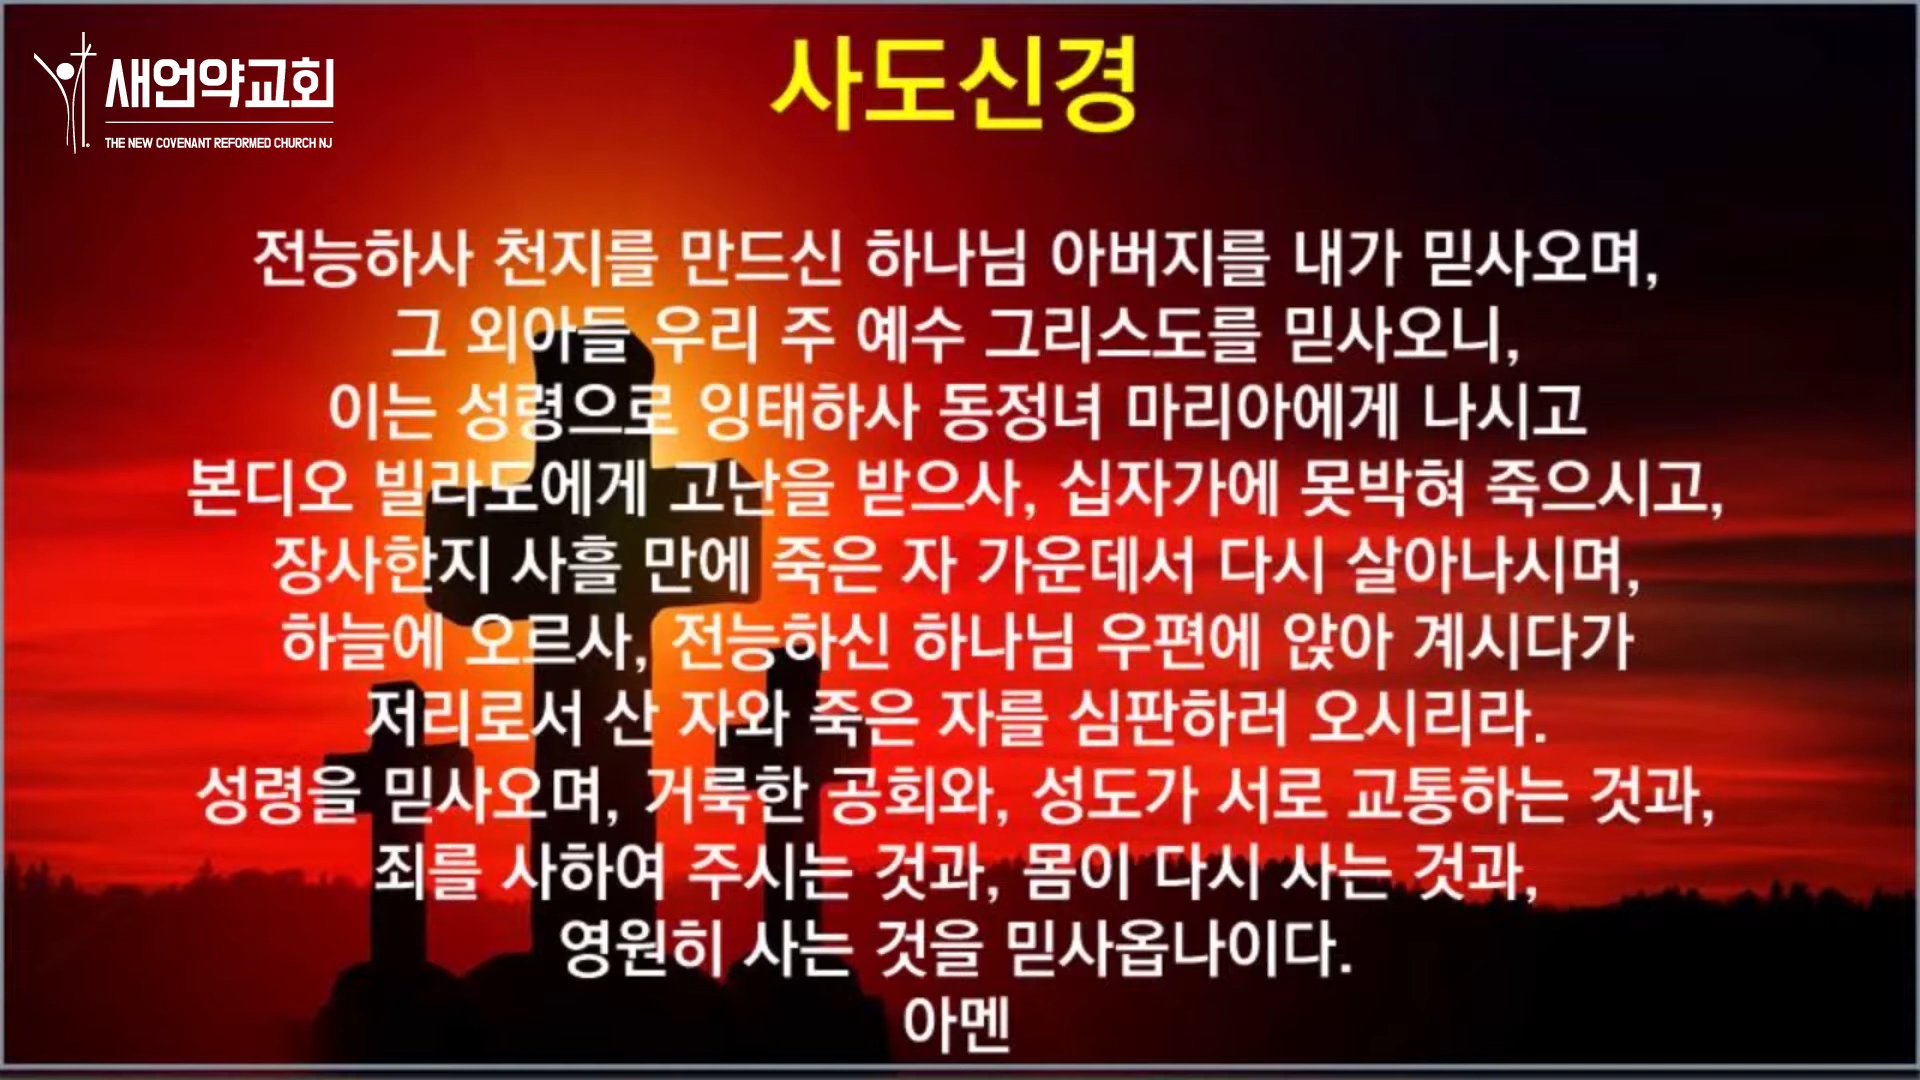 새언약교회
THE NEW COVENANT REFORMED CHURCH NJ
사도신경
전능하사 천지를 만드신 하나님 아버지를 내가 믿사오며,
그 외아들 우리 주 예수 그리스도를 믿사오니,
이는 성령으로 잉태하사 동정녀 마리아에게 나시고
본디오 빌라도에게 고난을 받으사, 십자가에 못박혀 죽으시고,
장사한지 사흘 만에 죽은 자 가운데서 다시 살아나시며,
하늘에 오르사, 전능하신 하나님 우편에 앉아 계시다가
저리로서 산 자와 죽은 자를 심판하러 오시리라.
성령을 믿사오며, 거룩한 공회와, 성도가 서로 교통하는 것과,
죄를 사하여 주시는 것과, 몸이 다시 사는 것과,
영원히 사는 것을 믿사옵나이다.
아멘